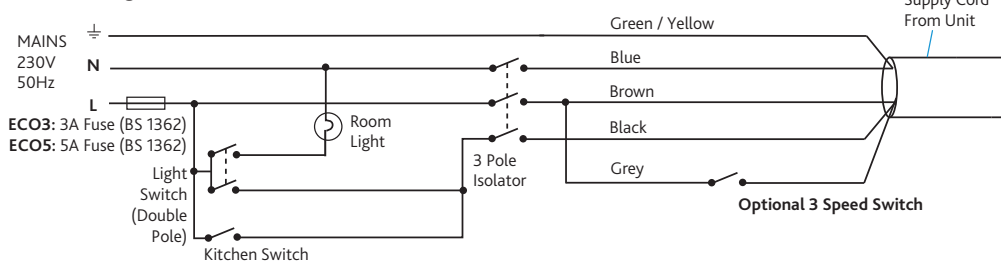 Supply Cord
From Unit
Green / Yellow
MAINS
230V
50Hz
N
Blue
L
Brown
ECO3: 3A Fuse (BS 1362)
ECO5: 5A Fuse (BS 1362)
Room
Light
Black
3 Pole
Isolator
Light
Switch
(Double
Pole)
Grey
Optional 3 Speed Switch
Kitchen Switch